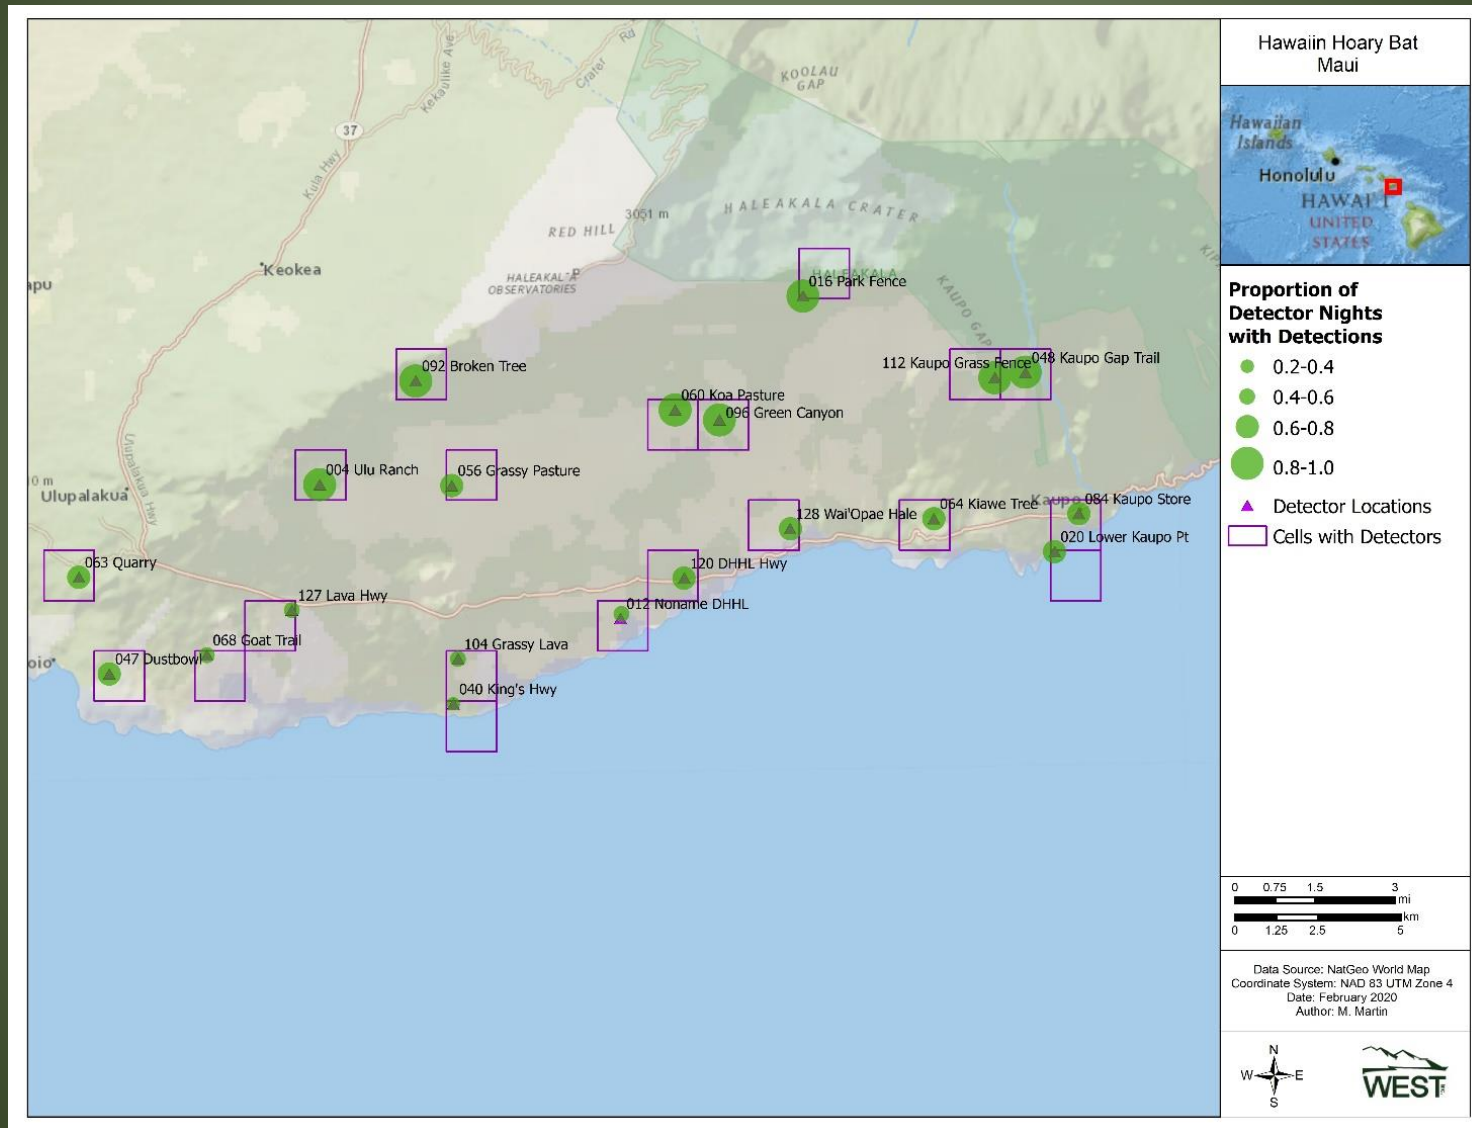 Hawaiin Hoary Bat
Maui
Hawaiian
Islands
Honolulu
HAWAI'I
UNITED
STATES
Proportion of
Detector Nights
with Detections
0.2-0.4
0.4-0.6
0.6-0.8
0.8-1.0
Detector Locations
Cells with Detectors
0 0.75 1.5 3
mi
km
0 1.25 2.5 5
Data Source: NatGeo World Map
Coordinate System: NAD 83 UTM Zone 4
Date: February 2020
Author: M. Martin
N
W E
S
WEST
Rd
Crater
Kekaulike Ave
KOOLAU
GAP
37
Kula Hwy
3051 m
HALEAKALA CRATER
RED HILL
Keokea
HALEAKAL-P
OBSERVATORIES
HALEAKALA
016 Park Fence
KAUPO GAP
apu
092 Broken Tree
112 Kaupo Grass Fence
048 Kaupo Gap Trail
060 Koa Pasture
096 Green Canyon
004 Ulu Ranch
056 Grassy Pasture
0 m
Ulupalakua
Ulupalakua Hwy
128 Wai'Opae Hale
064 Kiawe Tree
Kaupo
084 Kaupo Store
020 Lower Kaupo Pt
063 Quarry
120 DHHL Hwy
127 Lava Hwy
012 Noname DHHL
068 Goat Trail
104 Grassy Lava
oio
047 Dustbowl
040 King's Hwy